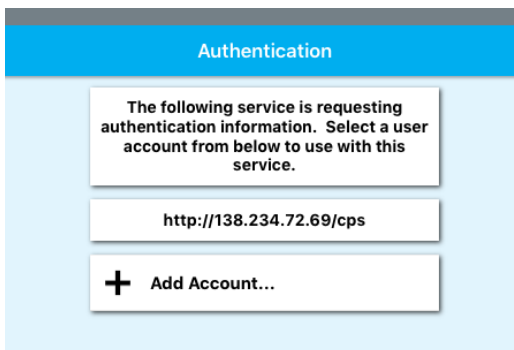 Authentication
The following service is requesting
authentication information.  Select a user
account from below to use with this
service.
http://138.234.72.69/cps
Add Account...